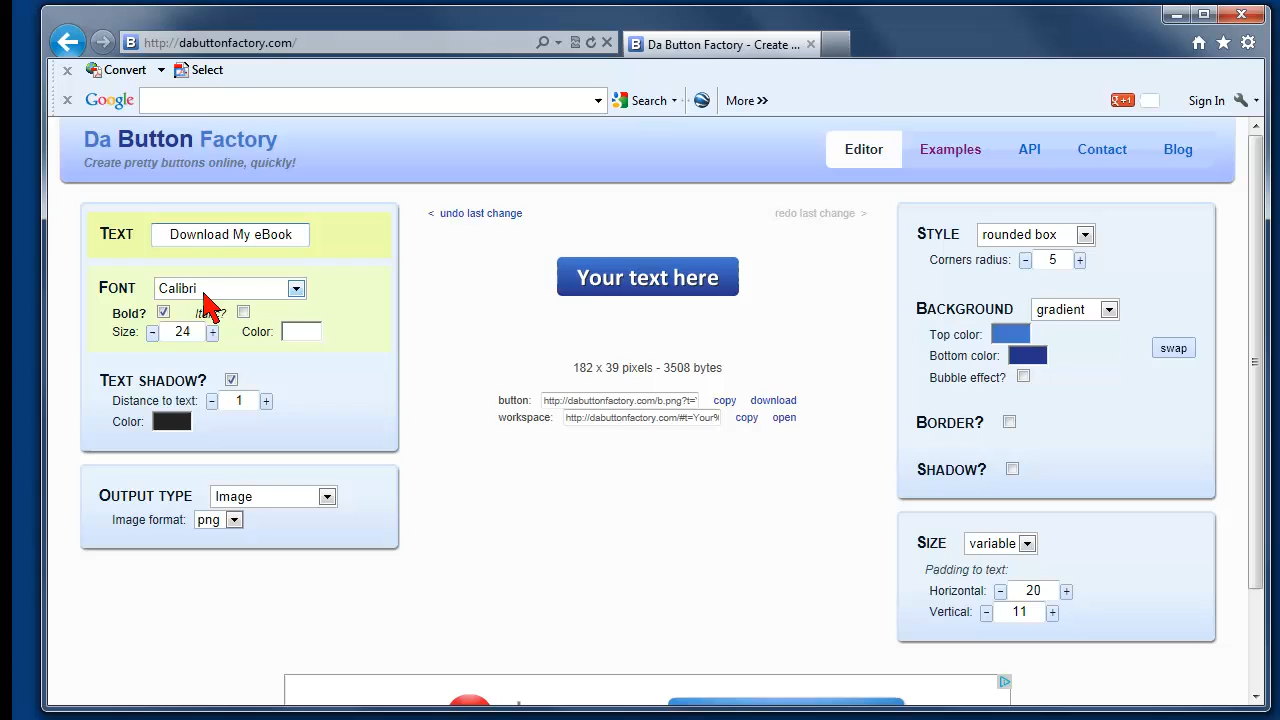 http://dabuttonfactory.com/
Da Button Factory - Create ...
Convert
Select
Google
Search
More »
+1
Sign In
Da Button Factory
Create pretty buttons online, quickly!
Editor
Examples
API
Contact
Blog
TEXT
Download My eBook
FONT
Calibri
Bold?
Size:
24
Color:
TEXT SHADOW?
Distance to text:
1
Color:
OUTPUT TYPE
Image
Image format:
png
< undo last change
redo last change >
Your text here
182 x 39 pixels - 3508 bytes
button:
http://dabuttonfactory.com/b.png?t=
copy
download
workspace:
http://dabuttonfactory.com/#t=Your%
copy
open
STYLE
rounded box
Corners radius:
5
BACKGROUND
gradient
Top color:
Bottom color:
swap
Bubble effect?
BORDER?
SHADOW?
SIZE
variable
Padding to text:
Horizontal:
20
Vertical:
11